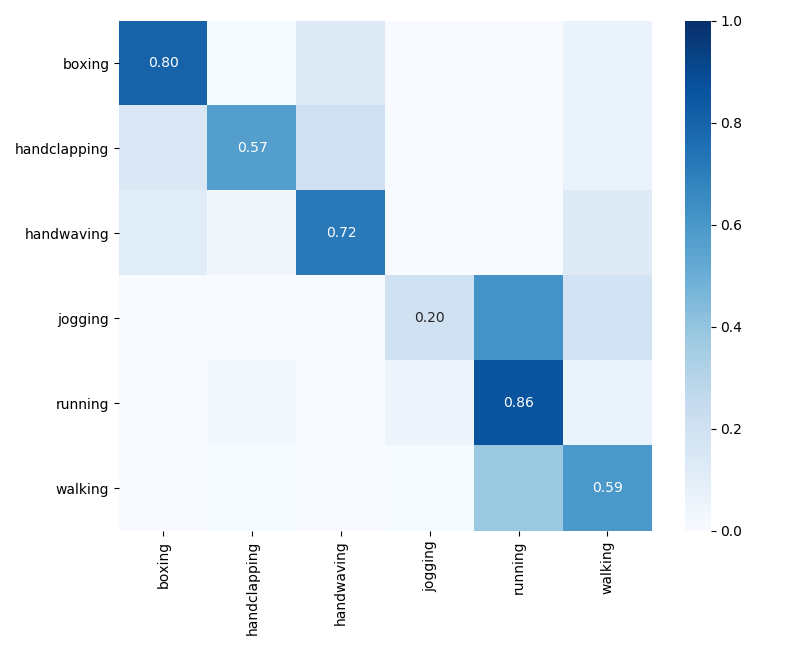 boxing
handclapping
handwaving
jogging
running
walking
0.80
0.57
0.72
0.20
0.86
0.59
boxing
handclapping
handwaving
jogging
running
walking
1.0
0.8
0.6
0.4
0.2
0.0